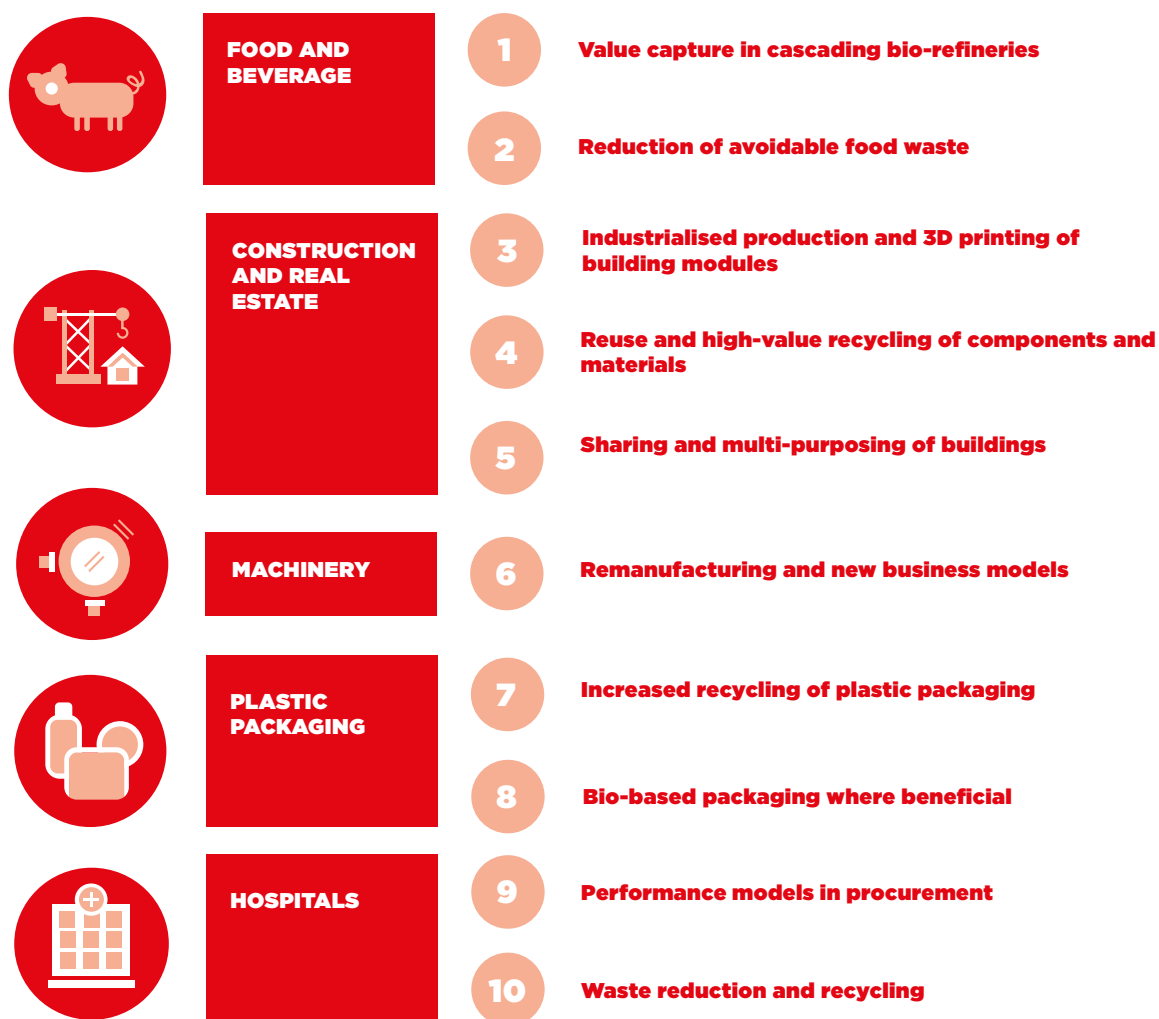 FOOD AND
BEVERAGE
1
Value capture in cascading bio-refineries
2
Reduction of avoidable food waste
CONSTRUCTION
AND REAL
ESTATE
3
Industrialised production and 3D printing of
building modules
4
Reuse and high-value recycling of components and
materials
5
Sharing and multi-purposing of buildings
MACHINERY
6
Remanufacturing and new business models
PLASTIC
PACKAGING
7
Increased recycling of plastic packaging
8
Bio-based packaging where beneficial
HOSPITALS
9
Performance models in procurement
10
Waste reduction and recycling